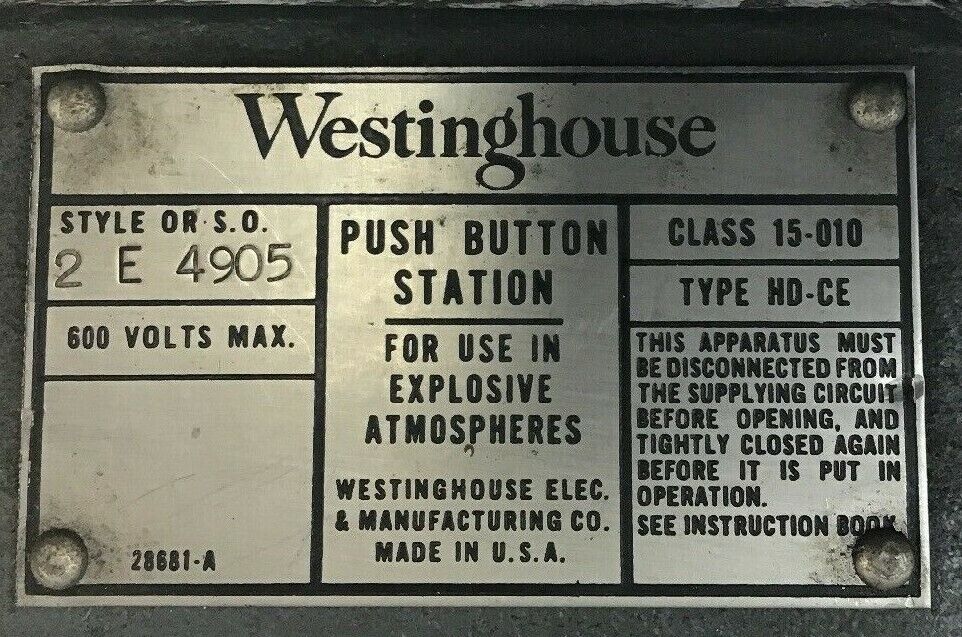 Westinghouse
STYLE OR S.O.
2 E 4905
600 VOLTS MAX.
28681-A
PUSH BUTTON
STATION
FOR USE IN
EXPLOSIVE
ATMOSPHERES
WESTINGHOUSE ELEC.
& MANUFACTURING CO.
MADE IN U.S.A.
CLASS 15-010
TYPE HD-CE
THIS APPARATUS MUST
BE DISCONNECTED FROM
THE SUPPLYING CIRCUIT
BEFORE OPENING, AND
TIGHTLY CLOSED AGAIN
BEFORE IT IS PUT IN
OPERATION.
SEE INSTRUCTION BOOK